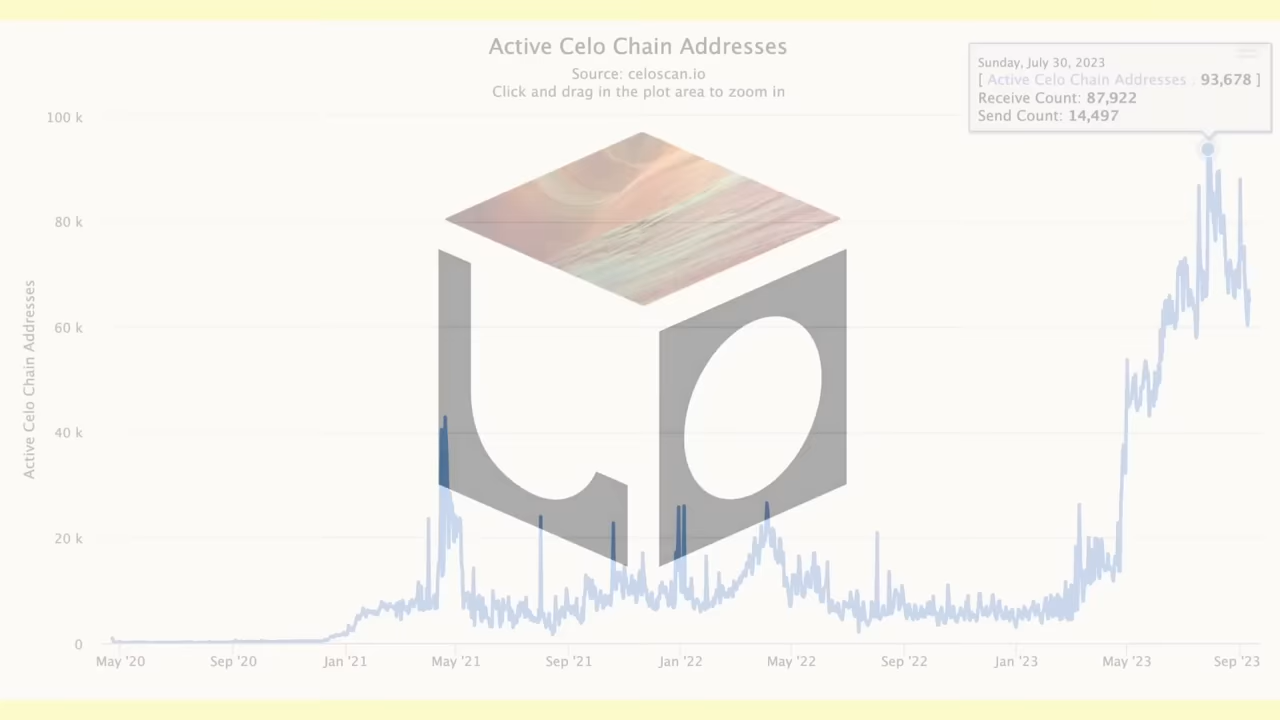 Active Celo Chain Addresses
Source: celoscan.io
Click and drag in the plot area to zoom in
Sunday, July 30, 2023
[ Active Celo Chain Addresses : 93,678 ]
Receive Count: 87,922
Send Count: 14,497
Active Celo Chain Addresses
100 k
80 k
60 k
40 k
20 k
0
May '20 Sep '20 Jan '21 May '21 Sep '21 Jan '22 May '22 Sep '22 Jan '23 May '23 Sep '23